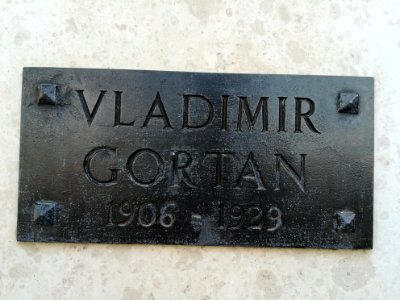 VLADIMIR
GORTAN
1906 - 1929